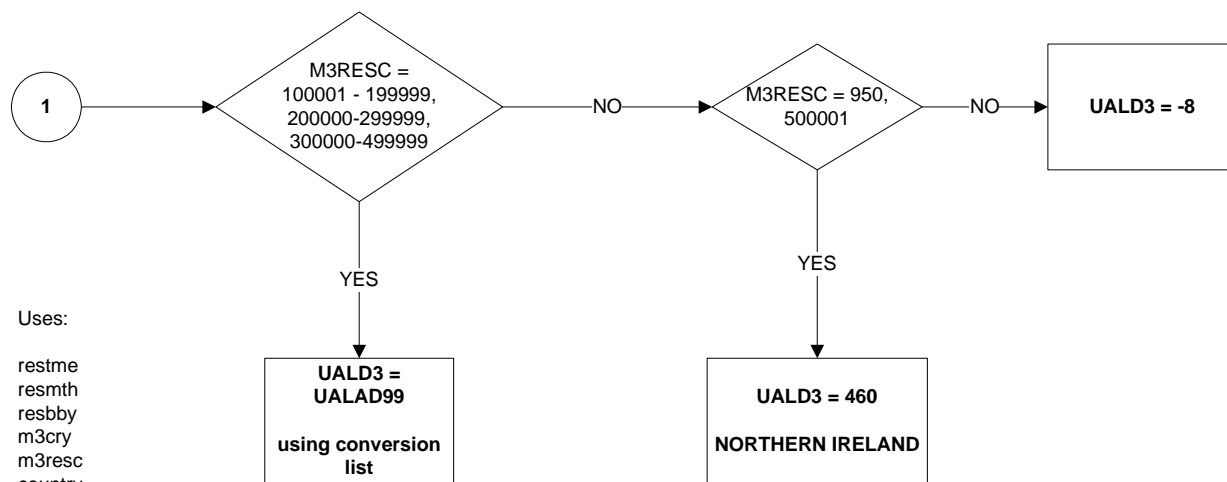 1
M3RESC =
100001 - 199999,
200000-299999,
300000-499999
NO
M3RESC = 950,
500001
NO
UALD3 = -8
YES
YES
Uses:
restme
resmth
resbby
m3cry
m3resc
country
UALD3 =
UALAD99
using conversion
list
UALD3 = 460
NORTHERN IRELAND